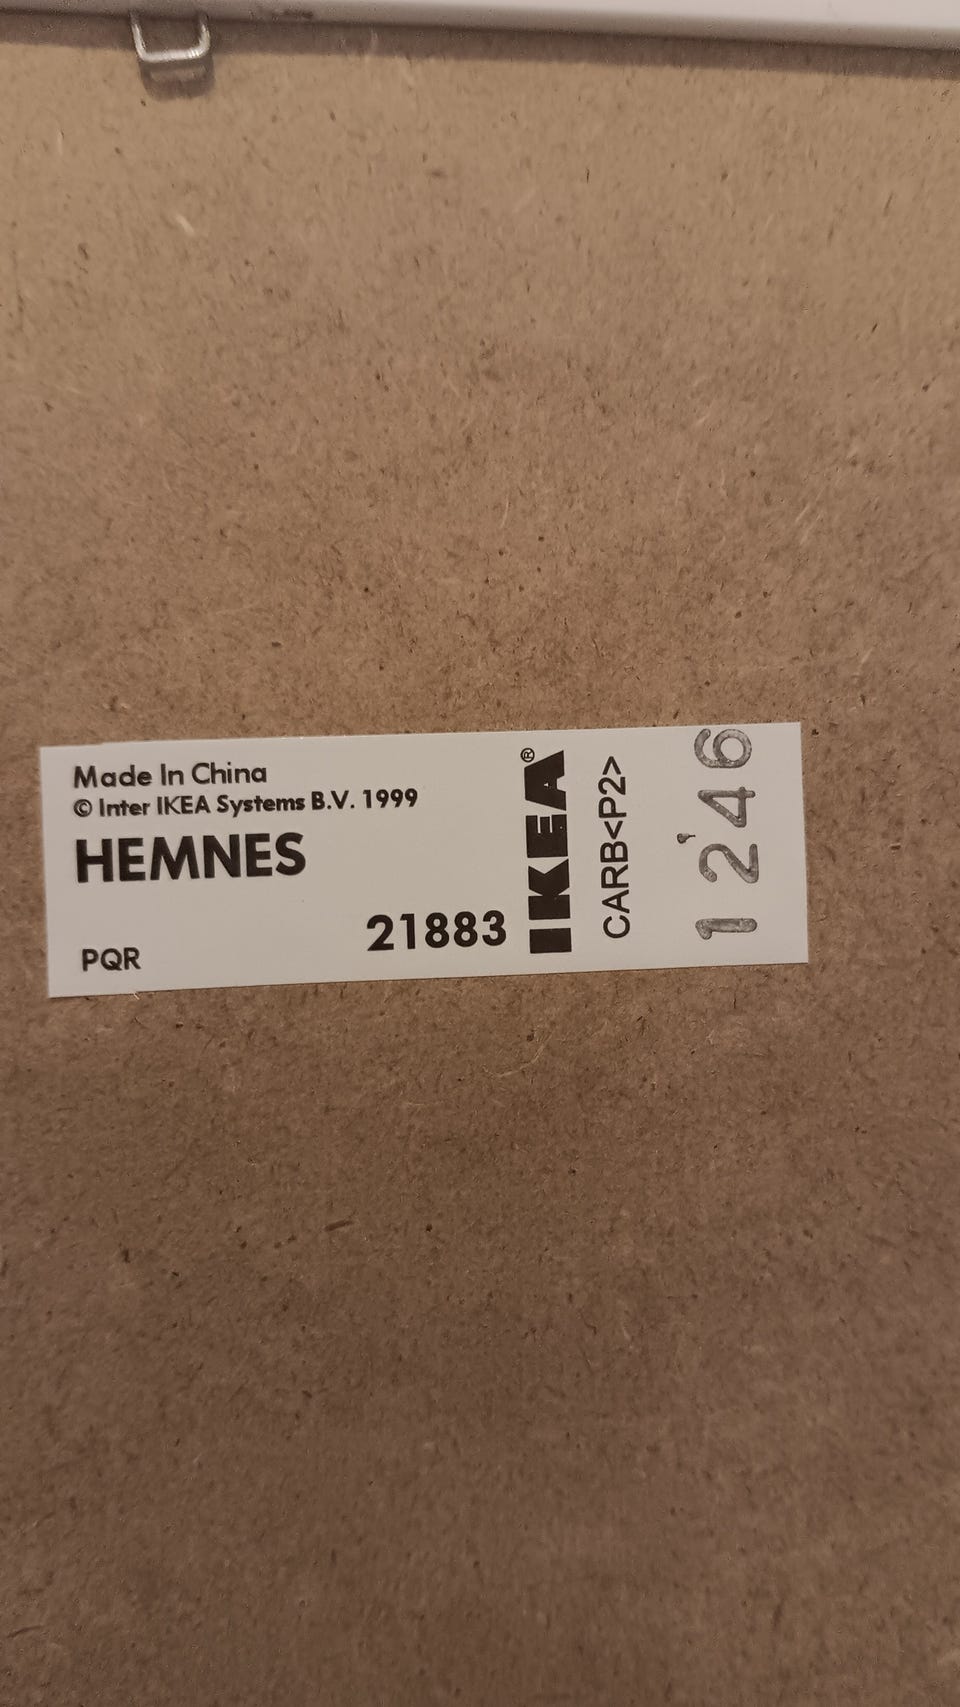 Made In China
© Inter IKEA Systems B.V. 1999
HEMNES
21883
PQR
IKEA®
CARB<P2>
1246